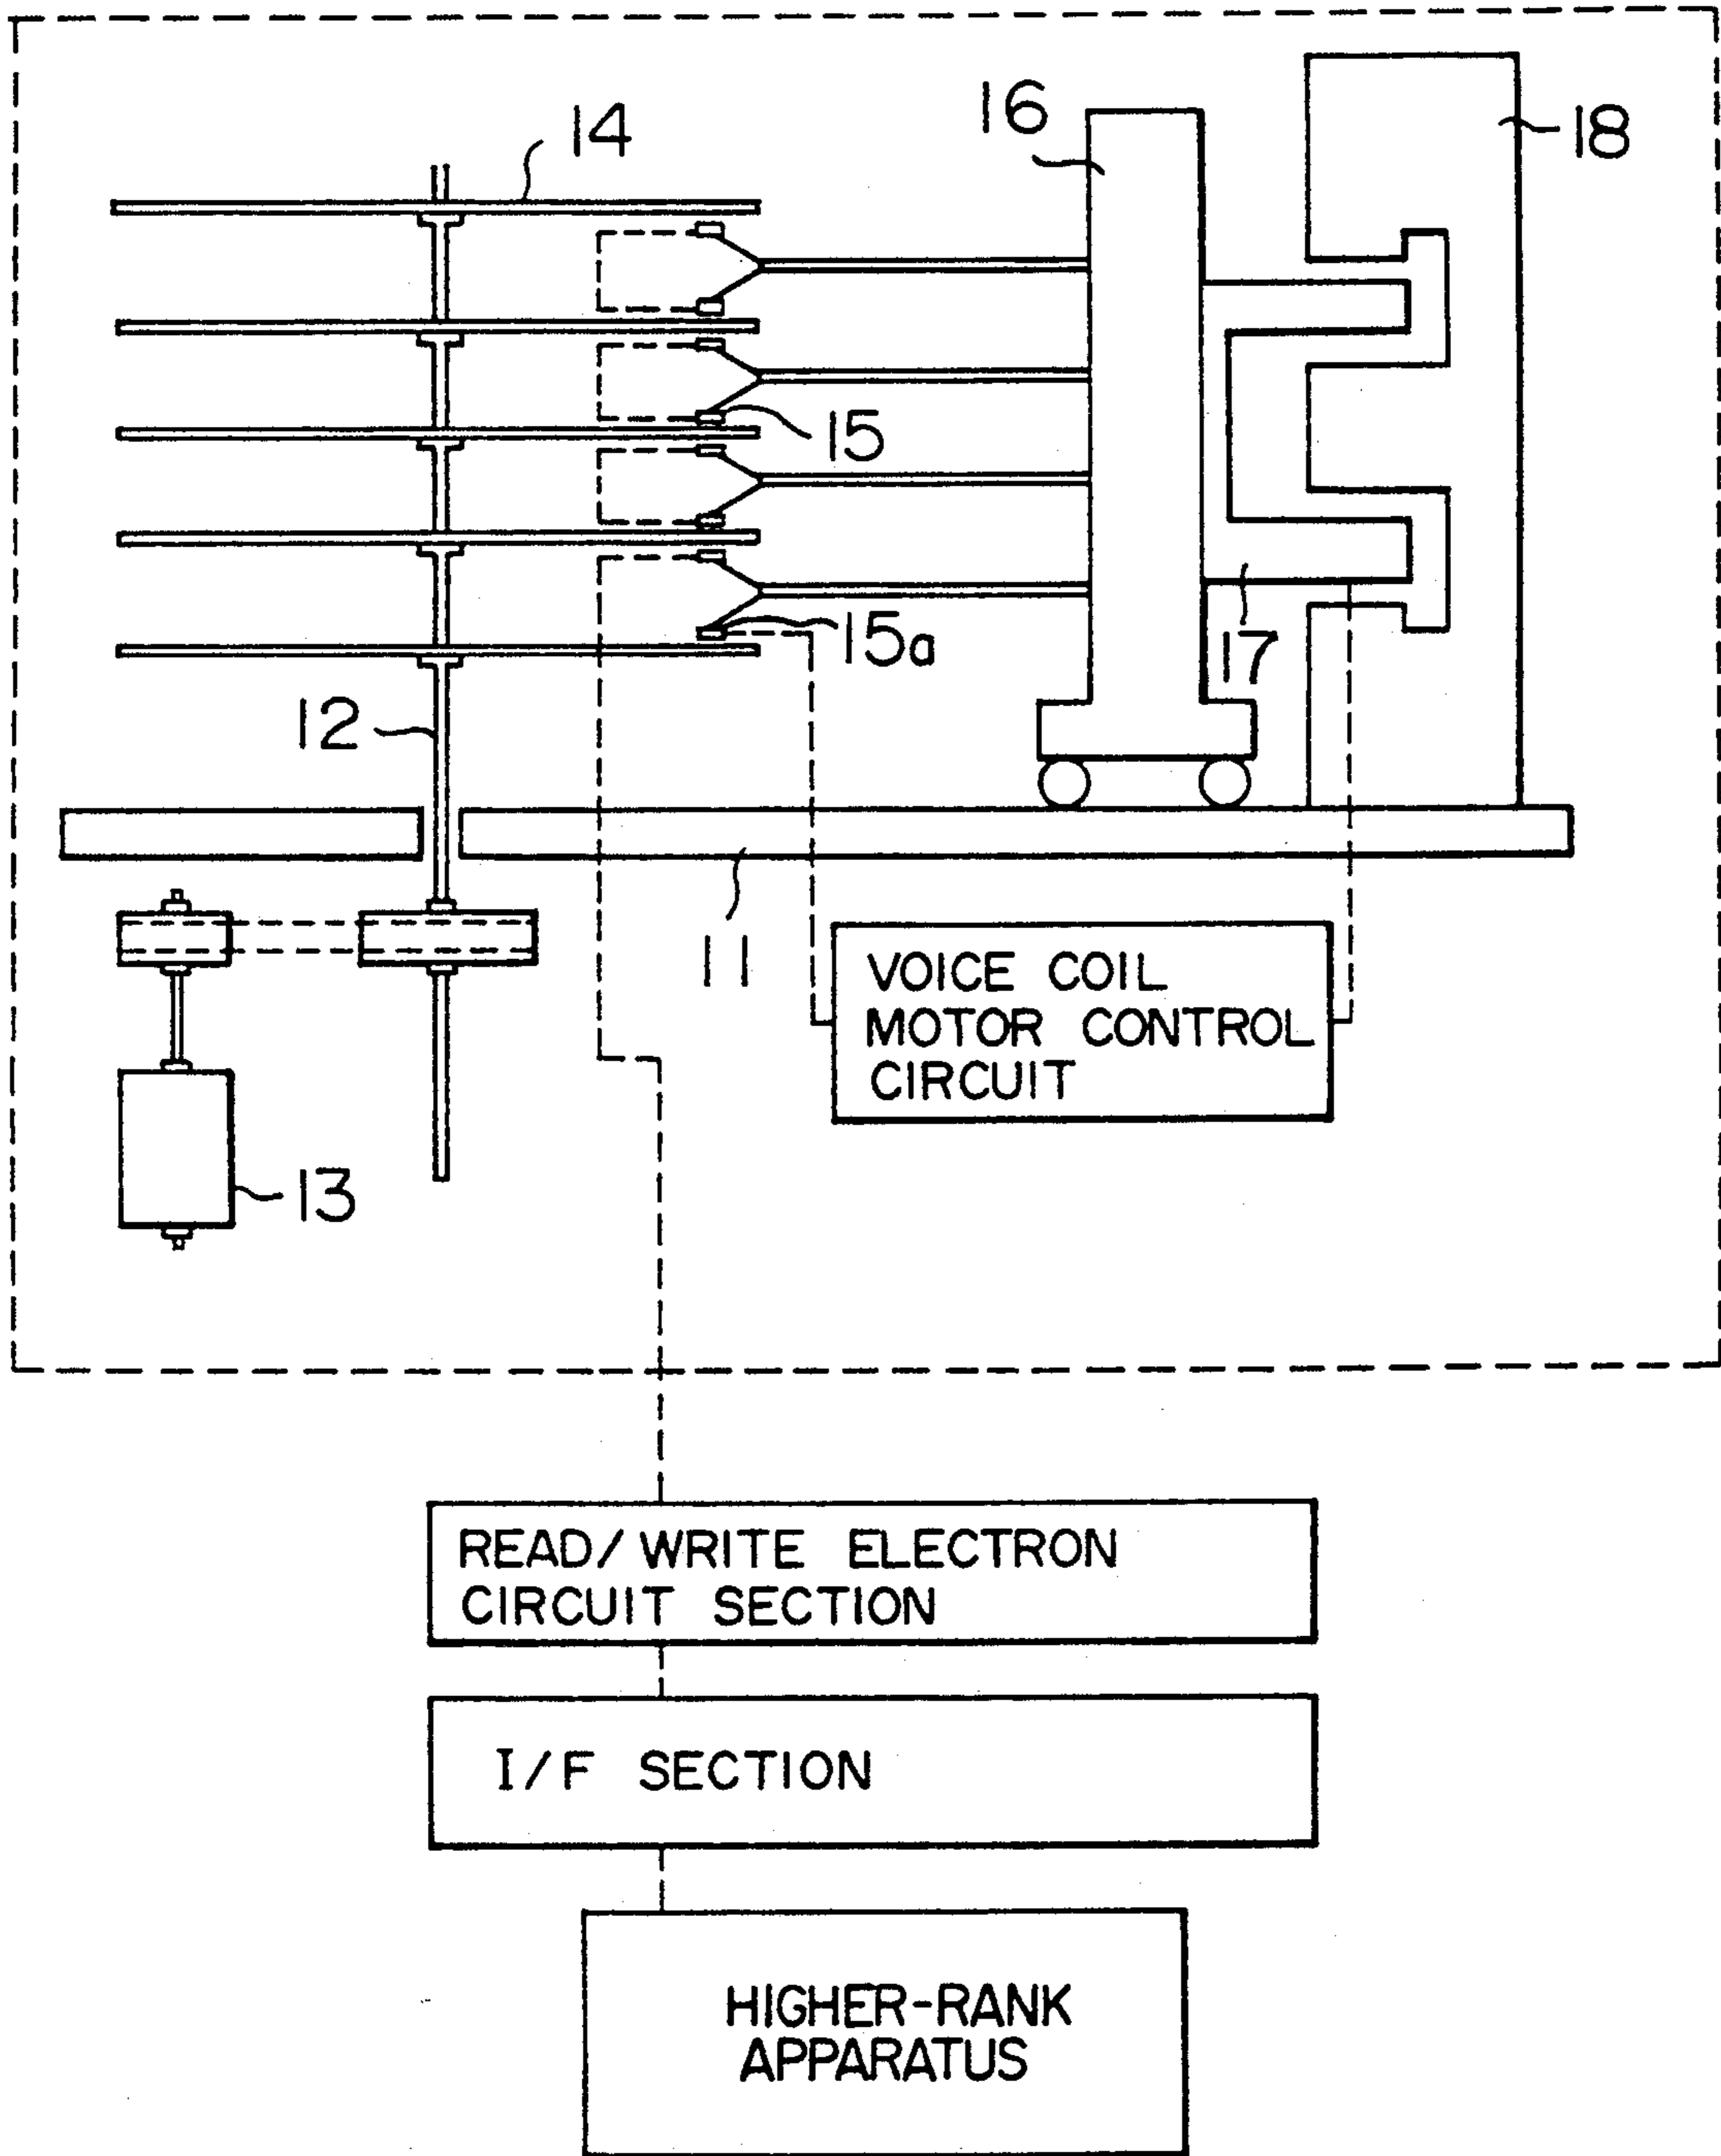 14
16
18
15
15a
17
12
11
VOICE COIL
MOTOR CONTROL
CIRCUIT
13
READ/WRITE ELECTRON
CIRCUIT SECTION
I/F SECTION
HIGHER-RANK
APPARATUS